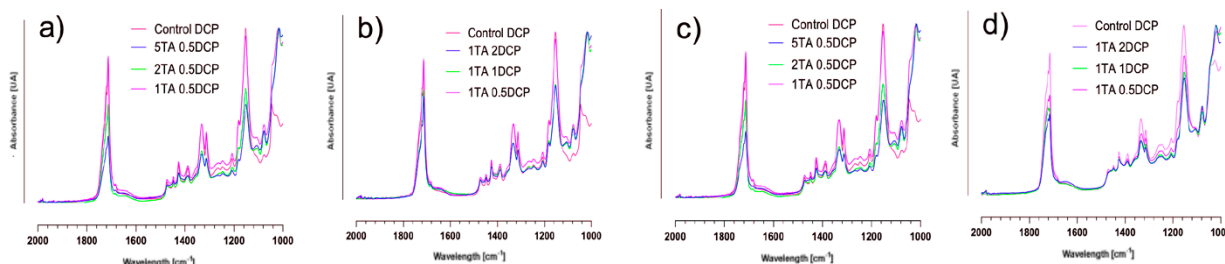 a)
Control DCP
5TA 0.5DCP
2TA 0.5DCP
1TA 0.5DCP
Absorbance [UA]
2000 1800 1600 1400 1200 1000
Wavelength [cm⁻¹]
b)
Control DCP
1TA 2DCP
1TA 1DCP
1TA 0.5DCP
Absorbance [UA]
2000 1800 1600 1400 1200 1000
Wavelength [cm⁻¹]
c)
Control DCP
5TA 0.5DCP
2TA 0.5DCP
1TA 0.5DCP
Absorbance [UA]
2000 1800 1600 1400 1200 1000
Wavelength [cm⁻¹]
d)
Control DCP
1TA 2DCP
1TA 1DCP
1TA 0.5DCP
Absorbance [UA]
2000 1800 1600 1400 1200 1000
Wavelength [cm⁻¹]